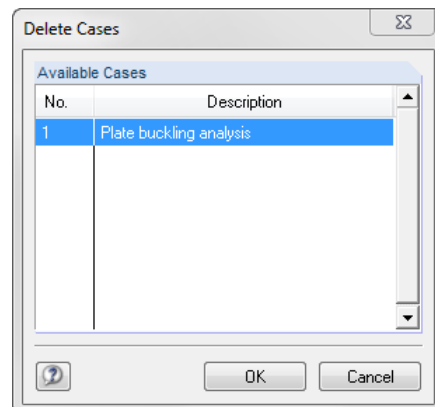 Delete Cases
Available Cases
No. Description
1 Plate buckling analysis
OK Cancel